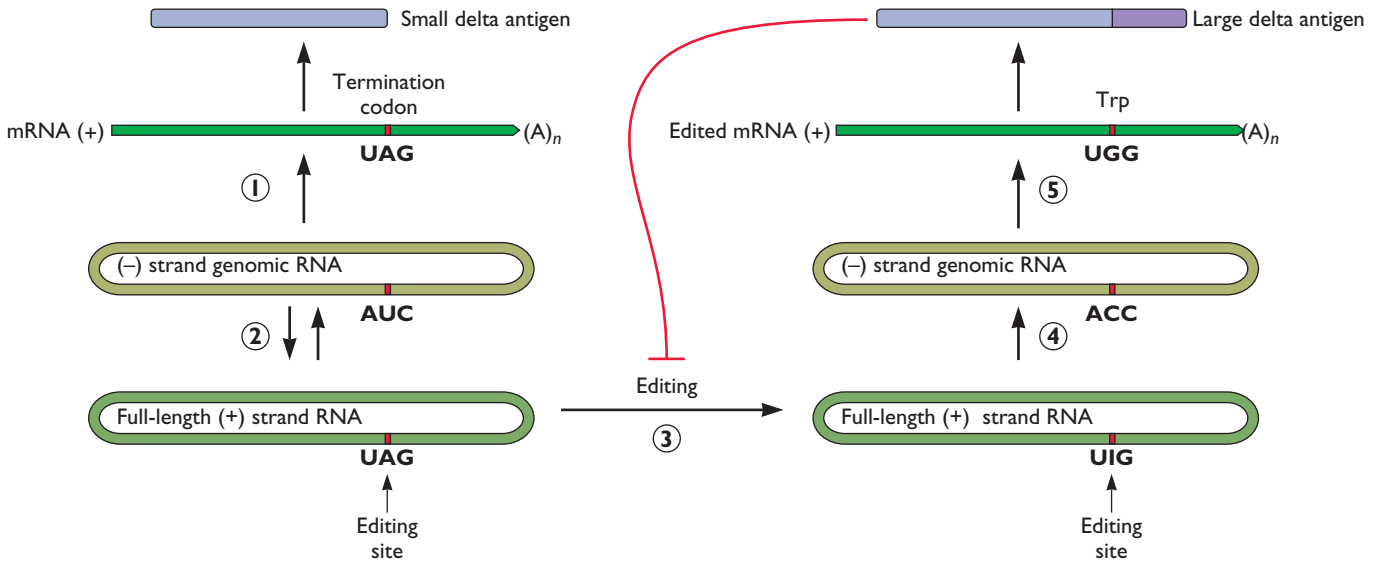 Small delta antigen
Large delta antigen
Termination
codon
Trp
mRNA (+)
(A)n
Edited mRNA (+)
(A)n
UAG
UGG
1
5
(–) strand genomic RNA
(–) strand genomic RNA
AUC
ACC
2
4
Editing
Full-length (+) strand RNA
Full-length (+) strand RNA
3
UAG
UIG
Editing
site
Editing
site